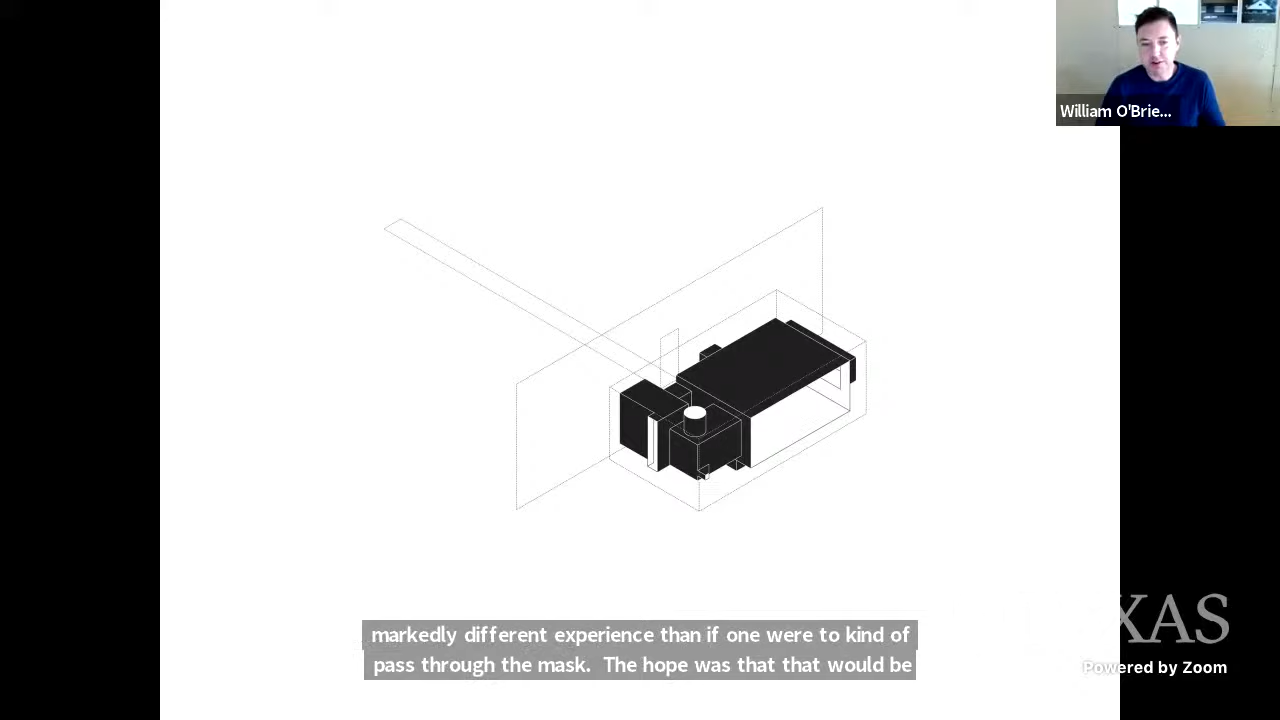 William O'Brie...
markedly different experience than if one were to kind of
pass through the mask.  The hope was that that would be
XAS
Powered by Zoom